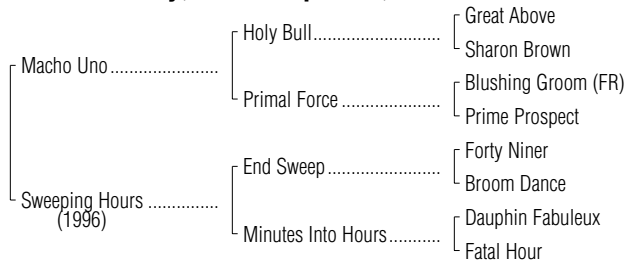 Great Above
Holy Bull
Sharon Brown
Macho Uno
Blushing Groom (FR)
Primal Force
Prime Prospect
Forty Niner
End Sweep
Broom Dance
Sweeping Hours
(1996)
Dauphin Fabuleux
Minutes Into Hours
Fatal Hour